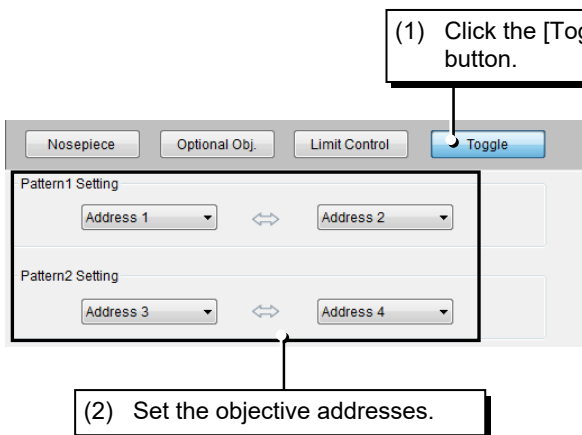 (1) Click the [Tog
button.
Nosepiece Optional Obj. Limit Control Toggle
Pattern1 Setting
Address 1 Address 2
Pattern2 Setting
Address 3 Address 4
(2) Set the objective addresses.